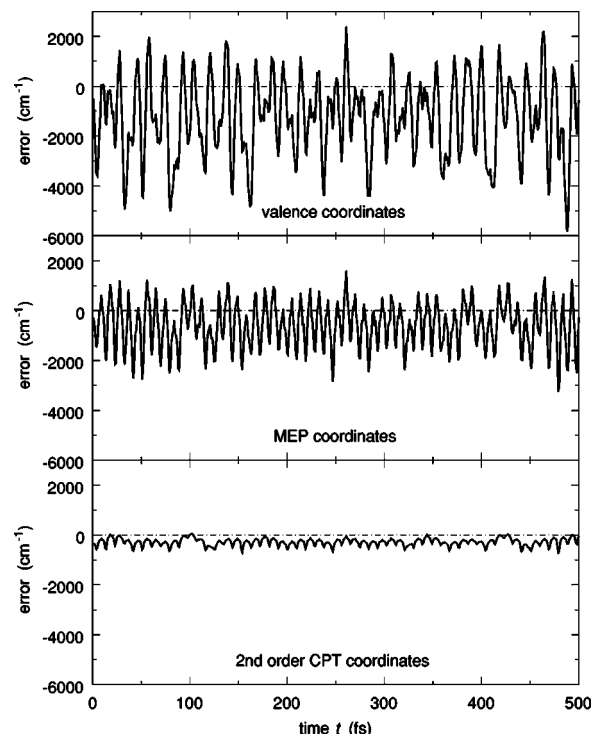 2000
0
-2000
-4000
-6000
error (cm⁻¹)
valence coordinates
2000
0
-2000
-4000
-6000
error (cm⁻¹)
MEP coordinates
2000
0
-2000
-4000
-6000
error (cm⁻¹)
2nd order CPT coordinates
0 100 200 300 400 500
time t (fs)